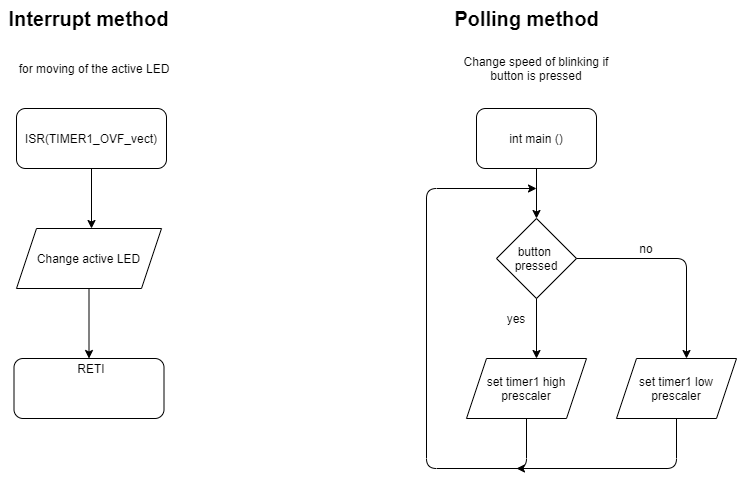 Interrupt method
for moving of the active LED
ISR(TIMER1_OVF_vect)
Change active LED
RETI
Polling method
Change speed of blinking if
button is pressed
int main ()
button
pressed
no
yes
set timer1 high
prescaler
set timer1 low
prescaler